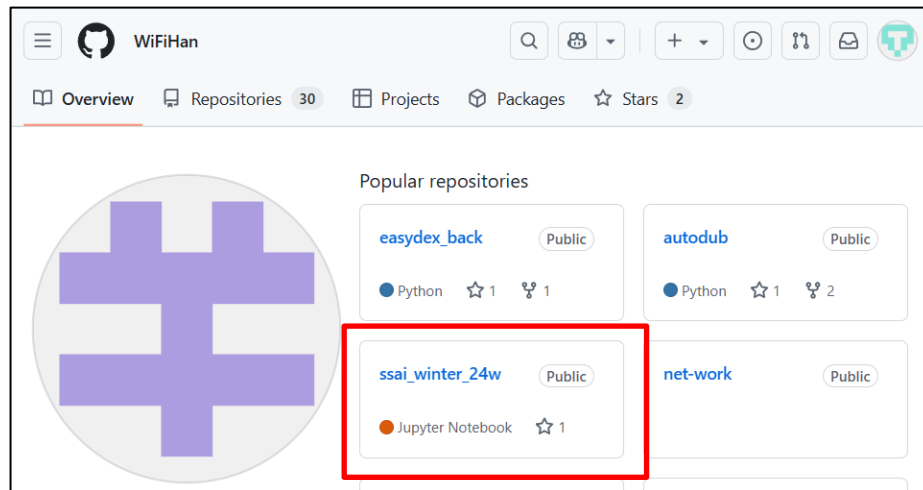 WiFiHan
Overview Repositories 30 Projects Packages Stars 2
Popular repositories
easydex_back Public
Python 1 1
autodub Public
Python 1 2
ssai_winter_24w Public
Jupyter Notebook 1
net-work Public